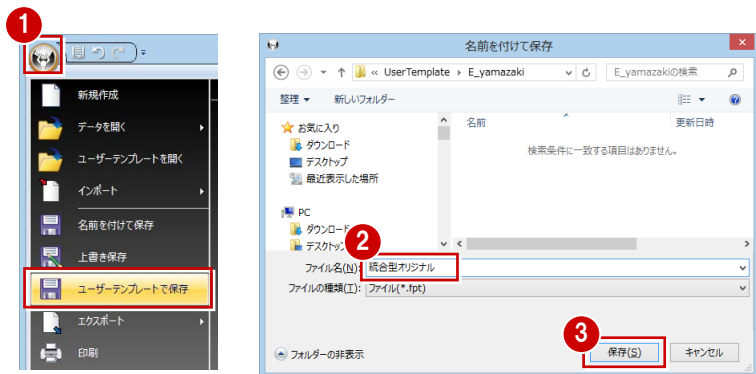 1
新規作成
データを開く
ユーザーテンプレートを開く
インポート
名前を付けて保存
上書き保存
ユーザーテンプレートで保存
エクスポート
印刷
名前を付けて保存
« UserTemplate E_yamazaki
E_yamazakiの検索
整理 新しいフォルダー
お気に入り
ダウンロード
デスクトップ
最近表示した場所
PC
ダウンロード
名前 更新日時
検索条件に一致する項目はありません。
2
ファイル名(N): 統合型オリジナル
ファイルの種類(T): ファイル(*.fpt)
3
フォルダーの非表示
保存(S) キャンセル